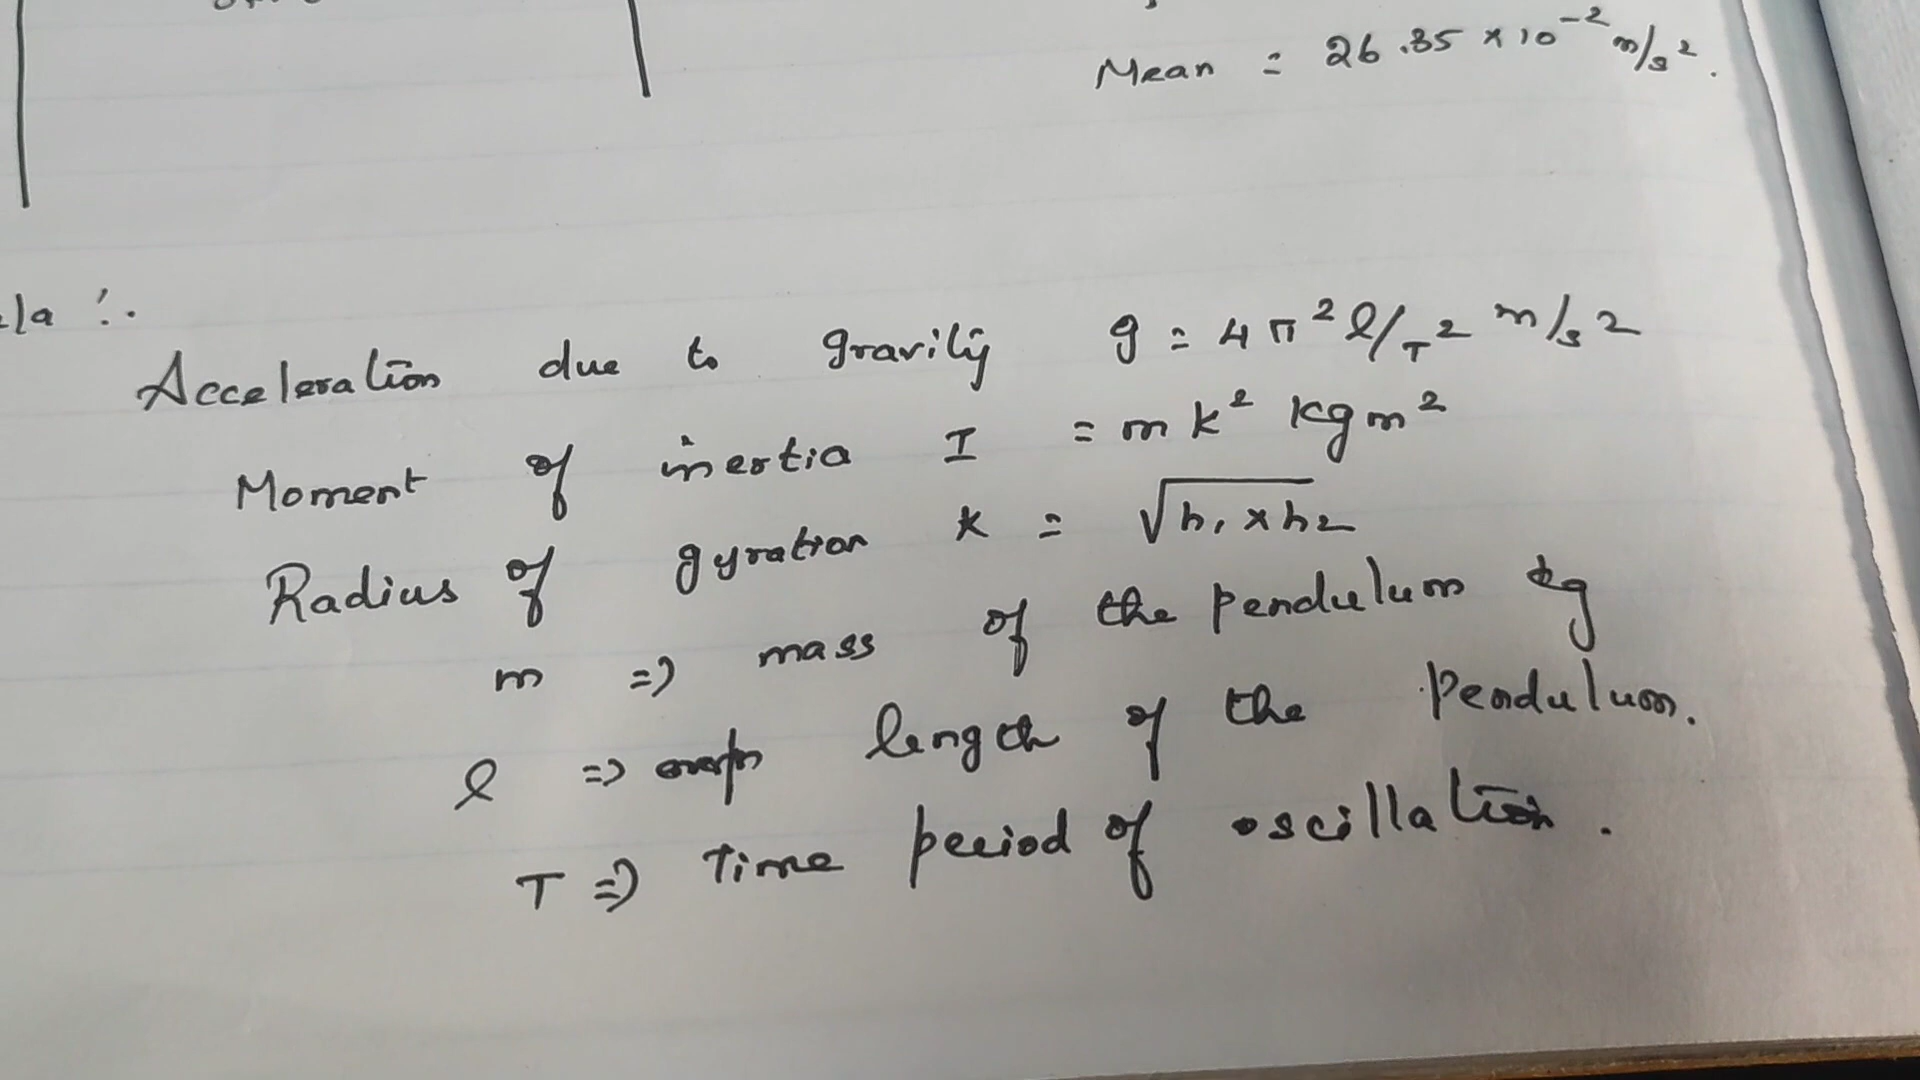 Mean = 26.35 × 10⁻² m/s².
la :.
Acceleration due to gravity g = 4π²l/T² m/s²
Moment of inertia I = mk² kgm²
Radius of gyration K = √h₁ × h₂
m => mass of the pendulum kg
l => length of the pendulum.
T => Time period of oscillation.